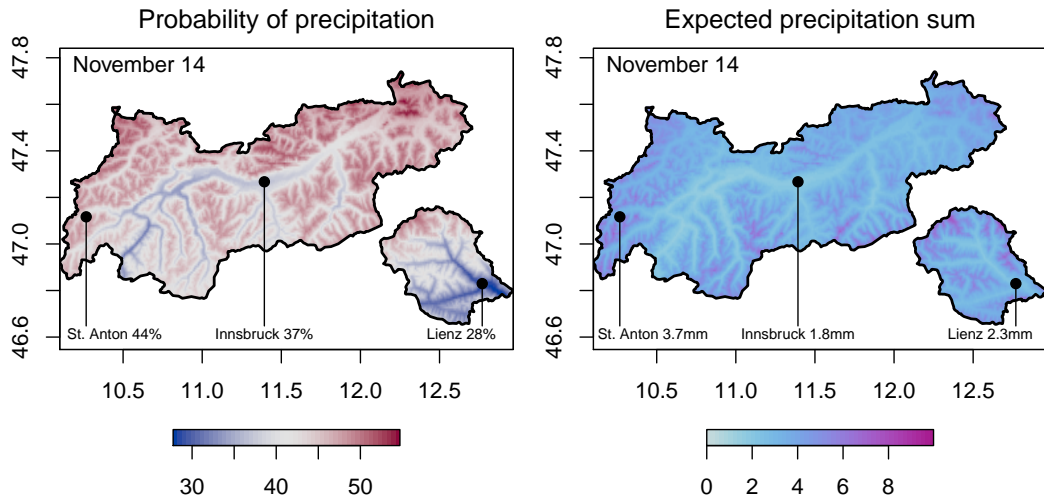 Probability of precipitation
November 14
47.8
47.4
47.0
46.6
St. Anton 44%
Innsbruck 37%
Lienz 28%
10.5 11.0 11.5 12.0 12.5
30 40 50
Expected precipitation sum
November 14
47.8
47.4
47.0
46.6
St. Anton 3.7mm
Innsbruck 1.8mm
Lienz 2.3mm
10.5 11.0 11.5 12.0 12.5
0 2 4 6 8